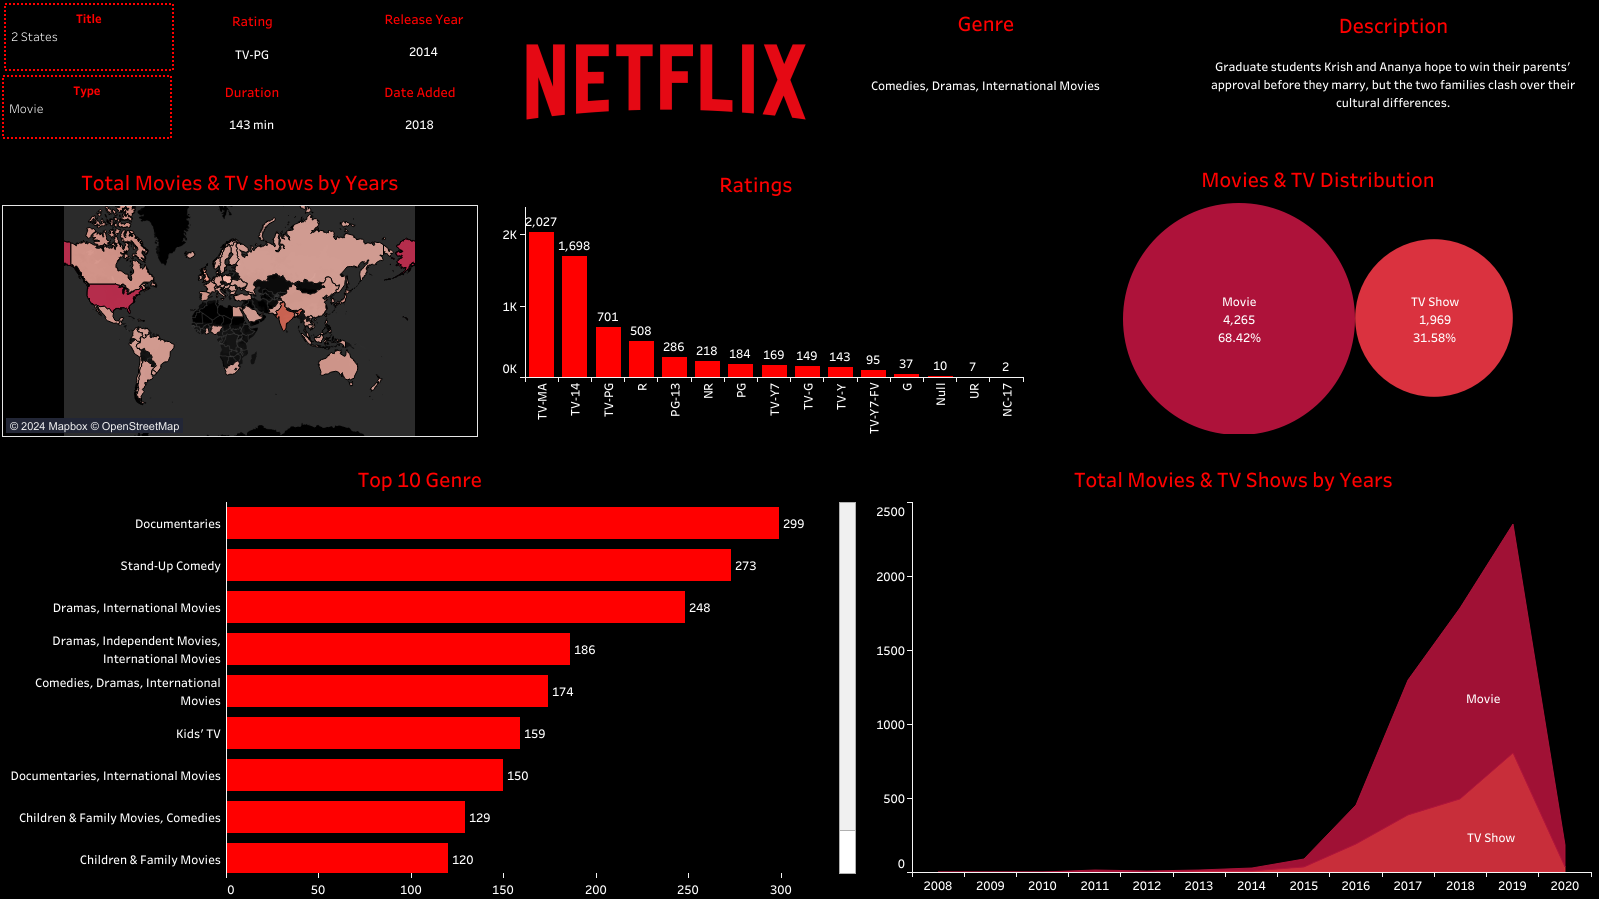 Title
2 States
Type
Movie
Rating
TV-PG
Duration
143 min
Release Year
2014
Date Added
2018
NETFLIX
Genre
Comedies, Dramas, International Movies
Description
Graduate students Krish and Ananya hope to win their parents’
approval before they marry, but the two families clash over their
cultural differences.
Total Movies & TV shows by Years
© 2024 Mapbox © OpenStreetMap
Ratings
2K
1K
0K
2,027
1,698
701
508
286
218
184
169
149
143
95
37
10
7
2
TV-MA
TV-14
TV-PG
R
PG-13
NR
PG
TV-Y7
TV-G
TV-Y
TV-Y7-FV
G
Null
UR
NC-17
Movies & TV Distribution
Movie
4,265
68.42%
TV Show
1,969
31.58%
Top 10 Genre
Documentaries
299
Stand-Up Comedy
273
Dramas, International Movies
248
Dramas, Independent Movies,
International Movies
186
Comedies, Dramas, International
Movies
174
Kids’ TV
159
Documentaries, International Movies
150
Children & Family Movies, Comedies
129
Children & Family Movies
120
0
50
100
150
200
250
300
Total Movies & TV Shows by Years
2500
2000
1500
1000
500
0
Movie
TV Show
2008
2009
2010
2011
2012
2013
2014
2015
2016
2017
2018
2019
2020